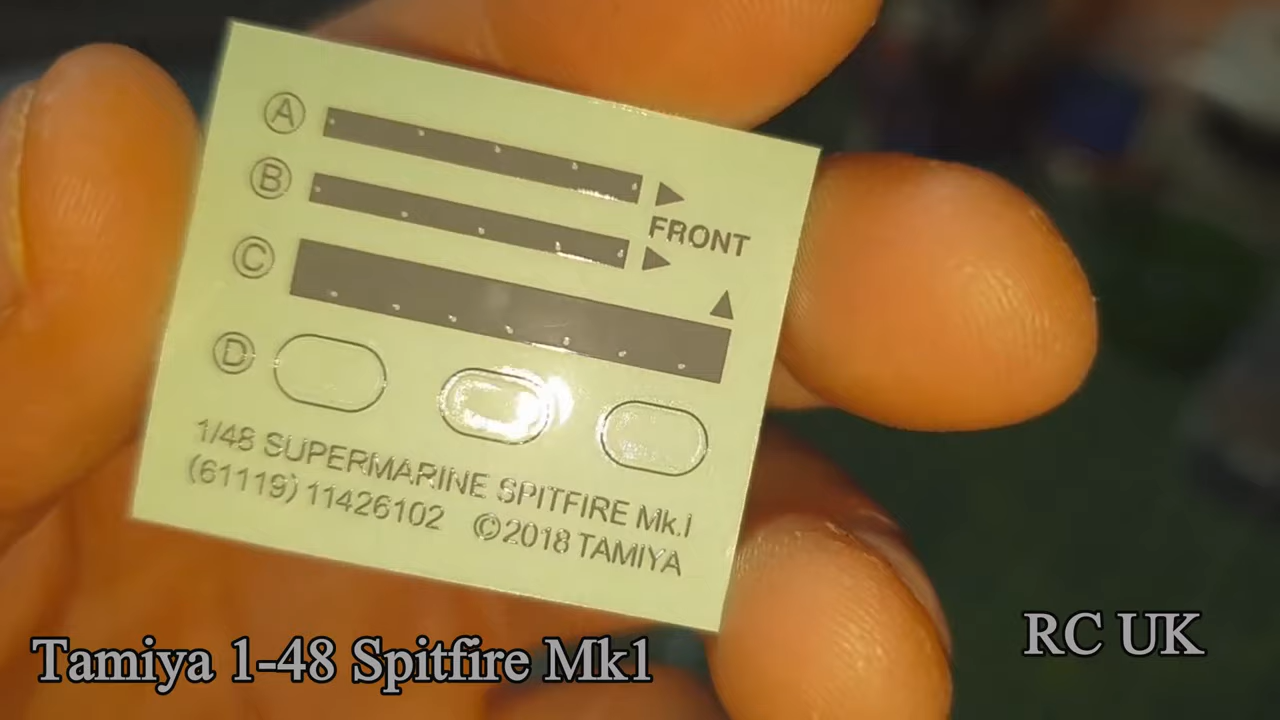 A
B
FRONT
C
D
1/48 SUPERMARINE SPITFIRE Mk.I
(61119) 11426102 ©2018 TAMIYA
Tamiya 1-48 Spitfire Mk1
RC UK